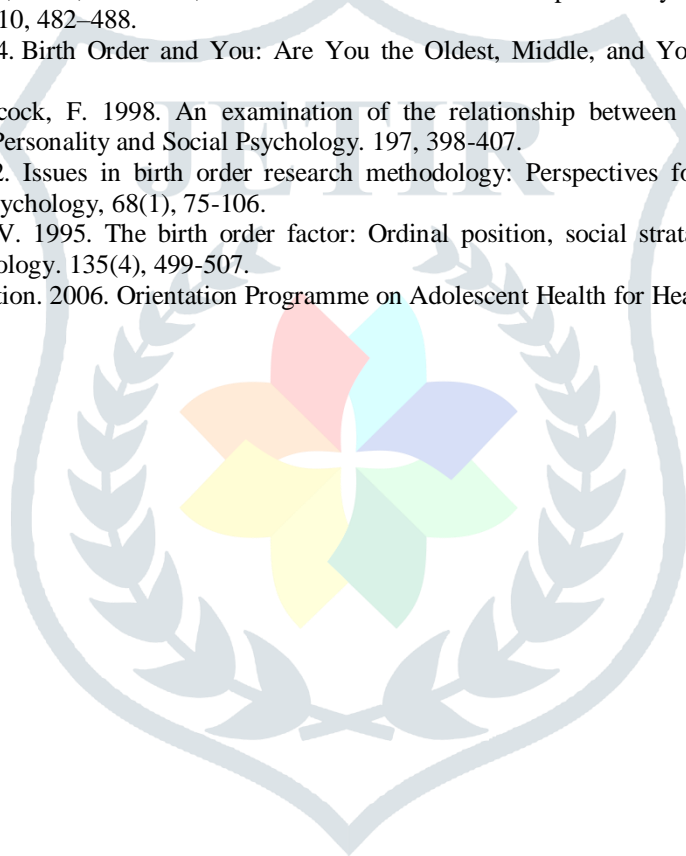 10, 482–488.
4. Birth Order and You: Are You the Oldest, Middle, and Yo
cock, F. 1998. An examination of the relationship between
Personality and Social Psychology. 197, 398-407.
2. Issues in birth order research methodology: Perspectives fo
ychology, 68(1), 75-106.
V. 1995. The birth order factor: Ordinal position, social strata
ology. 135(4), 499-507.
tion. 2006. Orientation Programme on Adolescent Health for Hea
JETIR